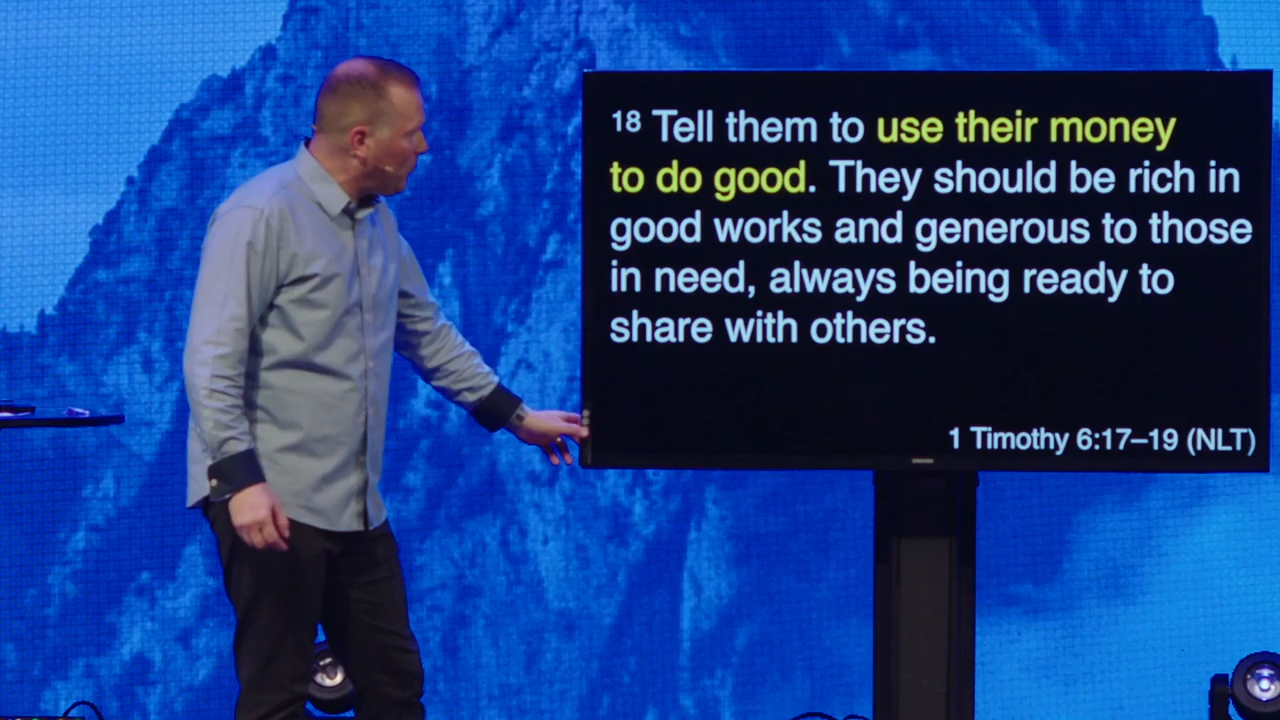 18 Tell them to use their money
to do good. They should be rich in
good works and generous to those
in need, always being ready to
share with others.
1 Timothy 6:17–19 (NLT)